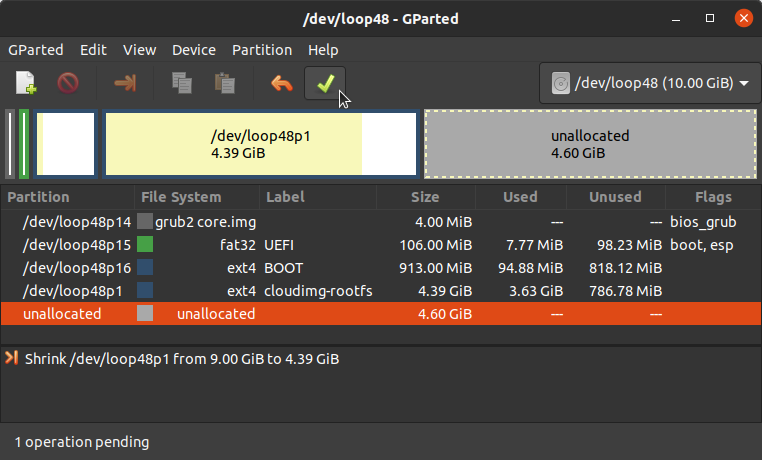 /dev/loop48 - GParted
GParted Edit View Device Partition Help
/dev/loop48 (10.00 GiB)
/dev/loop48p1
4.39 GiB
unallocated
4.60 GiB
Partition File System Label Size Used Unused Flags
/dev/loop48p14 grub2 core.img 4.00 MiB --- --- bios_grub
/dev/loop48p15 fat32 UEFI 106.00 MiB 7.77 MiB 98.23 MiB boot, esp
/dev/loop48p16 ext4 BOOT 913.00 MiB 94.88 MiB 818.12 MiB
/dev/loop48p1 ext4 cloudimg-rootfs 4.39 GiB 3.63 GiB 786.78 MiB
unallocated unallocated 4.60 GiB --- ---
Shrink /dev/loop48p1 from 9.00 GiB to 4.39 GiB
1 operation pending